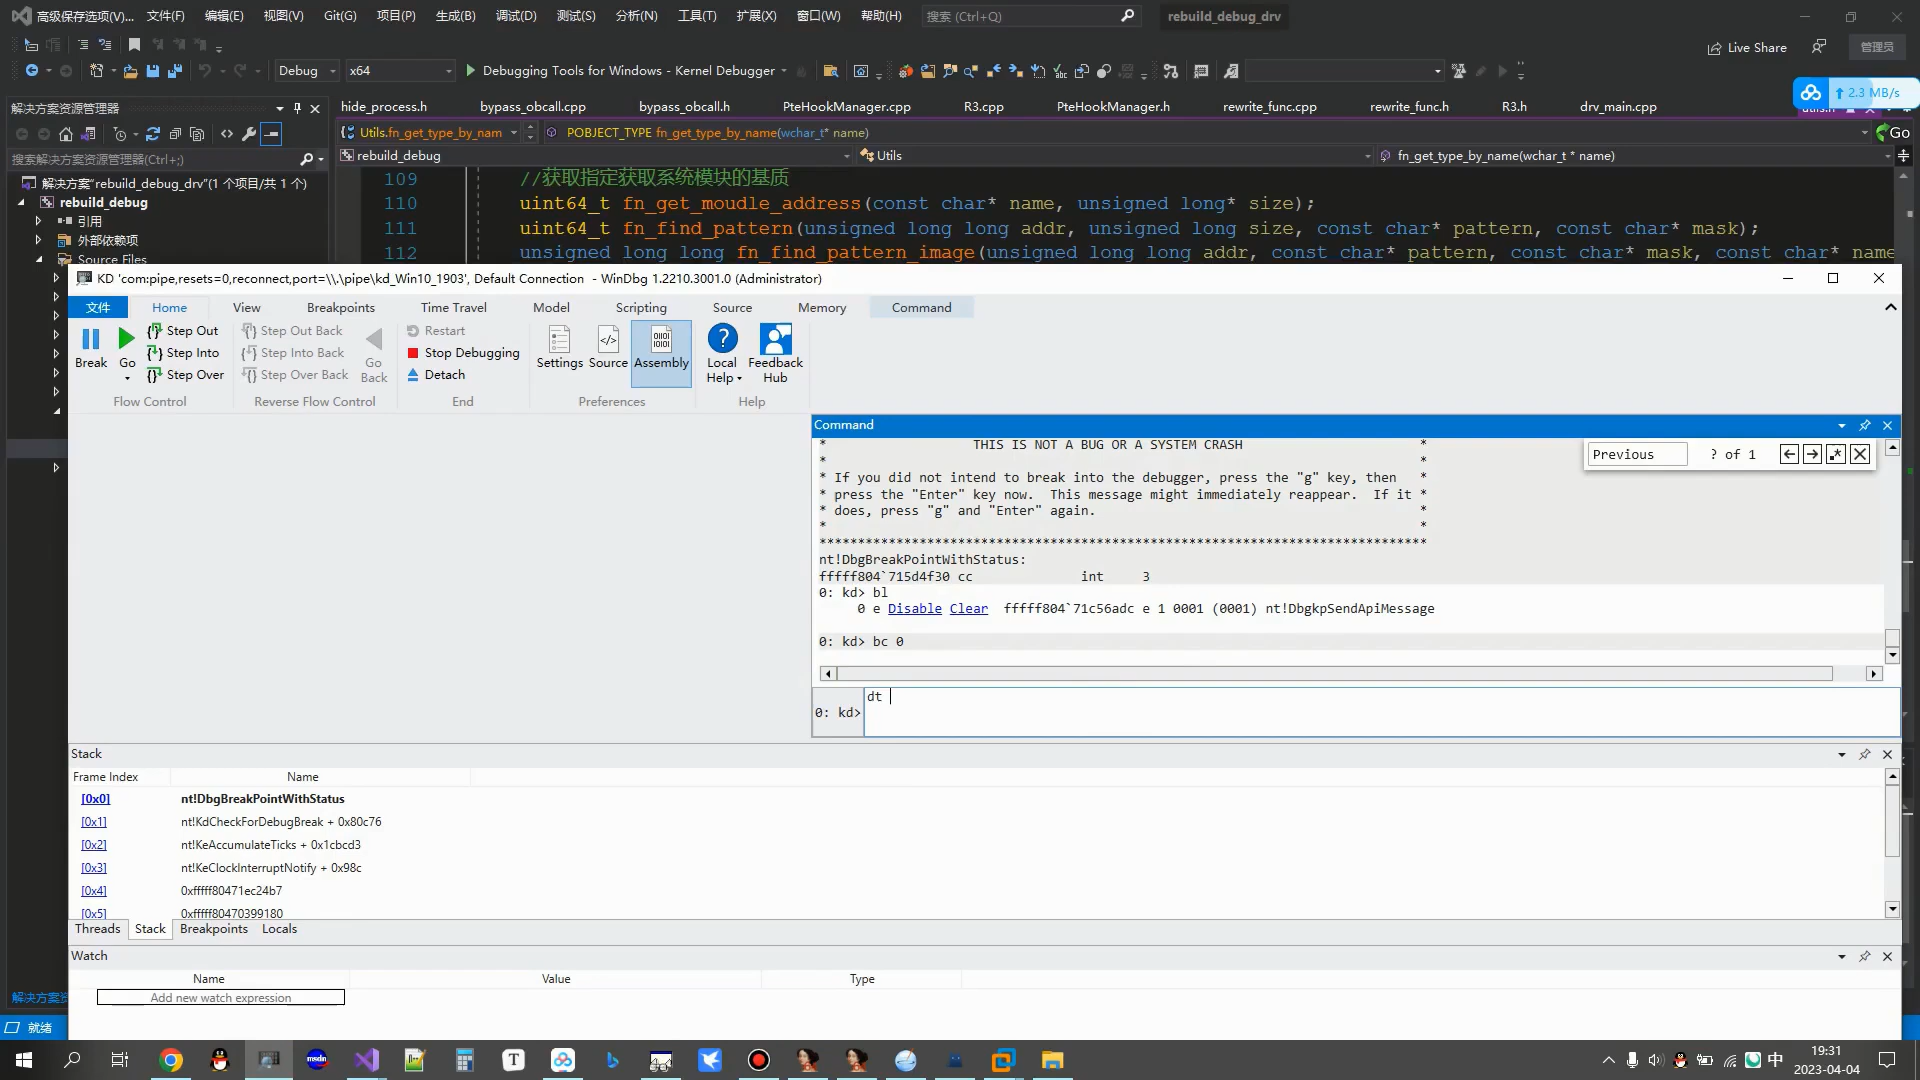 高级保存选项(V)...
文件(F)
编辑(E)
视图(V)
Git(G)
项目(P)
生成(B)
调试(D)
测试(S)
分析(N)
工具(T)
扩展(X)
窗口(W)
帮助(H)
搜索 (Ctrl+Q)
rebuild_debug_drv
Live Share
管理员
Debug
x64
Debugging Tools for Windows - Kernel Debugger
2.3 MB/s
解决方案资源管理器
hide_process.h
bypass_obcall.cpp
bypass_obcall.h
PteHookManager.cpp
R3.cpp
PteHookManager.h
rewrite_func.cpp
rewrite_func.h
R3.h
drv_main.cpp
Utils.fn_get_type_by_nam
POBJECT_TYPE fn_get_type_by_name(wchar_t* name)
Go
搜索解决方案资源管理器(Ctrl+;)
rebuild_debug
Utils
fn_get_type_by_name(wchar_t * name)
解决方案"rebuild_debug_drv"(1 个项目/共 1 个)
rebuild_debug
引用
外部依赖项
Source Files
109 //获取指定获取系统模块的基质
110 uint64_t fn_get_moudle_address(const char* name, unsigned long* size);
111 uint64_t fn_find_pattern(unsigned long long addr, unsigned long size, const char* pattern, const char* mask);
112 unsigned long long fn_find_pattern_image(unsigned long long addr, const char* pattern, const char* mask, const char* name
KD 'com:pipe,resets=0,reconnect,port=\\.\pipe\kd_Win10_1903', Default Connection - WinDbg 1.2210.3001.0 (Administrator)
文件
Home
View
Breakpoints
Time Travel
Model
Scripting
Source
Memory
Command
Break
Go
Step Out
Step Into
Step Over
Flow Control
Step Out Back
Step Into Back
Step Over Back
Go Back
Reverse Flow Control
Restart
Stop Debugging
Detach
End
Settings
Source
Assembly
Preferences
Local Help
Feedback Hub
Help
Command
* THIS IS NOT A BUG OR A SYSTEM CRASH *
* *
* If you did not intend to break into the debugger, press the "g" key, then *
* press the "Enter" key now. This message might immediately reappear. If it *
* does, press "g" and "Enter" again. *
* *
*******************************************************************************
nt!DbgBreakPointWithStatus:
fffff804`715d4f30 cc int 3
0: kd> bl
0 e Disable Clear fffff804`71c56adc e 1 0001 (0001) nt!DbgkpSendApiMessage
0: kd> bc 0
Previous
? of 1
dt
0: kd>
Stack
Frame Index Name
[0x0] nt!DbgBreakPointWithStatus
[0x1] nt!KdCheckForDebugBreak + 0x80c76
[0x2] nt!KeAccumulateTicks + 0x1cbcd3
[0x3] nt!KeClockInterruptNotify + 0x98c
[0x4] 0xfffff80471ec24b7
[0x5] 0xfffff80470399180
Threads
Stack
Breakpoints
Locals
Watch
Name Value Type
Add new watch expression
解决方案资
就绪
msdn
T
中
19:31
2023-04-04